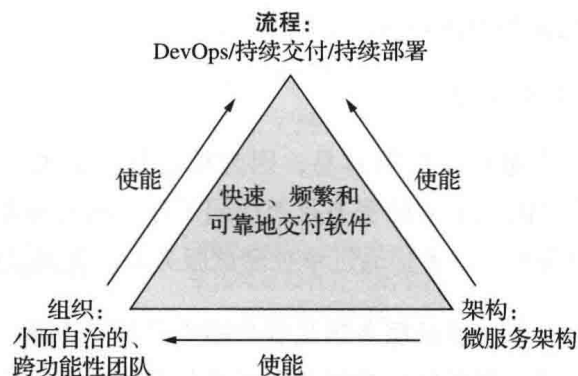 流程：
DevOps/持续交付/持续部署
使能
使能
快速、频繁和
可靠地交付软件
组织：
小而自治的、
跨功能性团队
架构：
微服务架构
使能